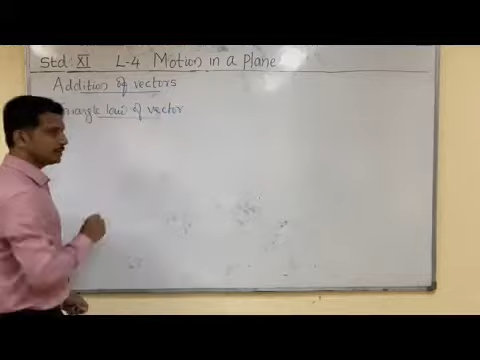 Std: XI L-4 Motion in a plane
Addition of vectors
Triangle law of vector